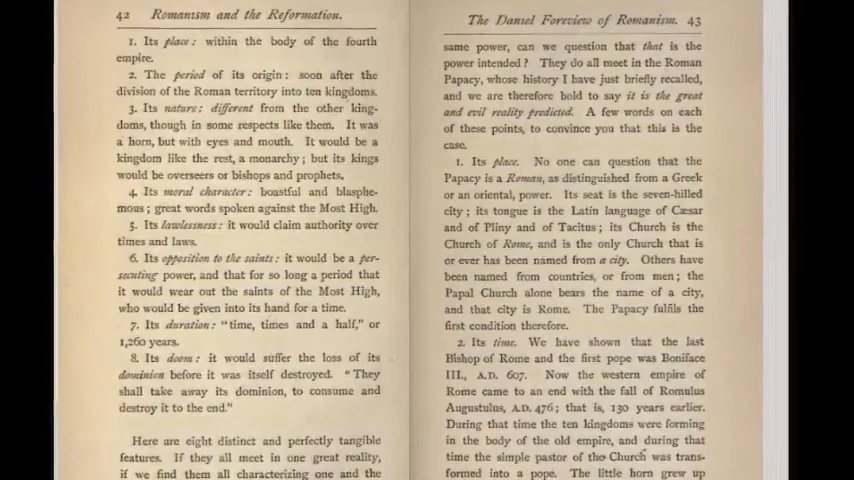 42 Romanism and the Reformation.
1. Its place: within the body of the fourth
empire.
2. The period of its origin: soon after the
division of the Roman territory into ten kingdoms.
3. Its nature: different from the other king-
doms, though in some respects like them. It was
a horn, but with eyes and mouth. It would be a
kingdom like the rest, a monarchy; but its kings
would be overseers or bishops and prophets.
4. Its moral character: boastful and blasphe-
mous; great words spoken against the Most High.
5. Its lawlessness: it would claim authority over
times and laws.
6. Its opposition to the saints: it would be a per-
secuting power, and that for so long a period that
it would wear out the saints of the Most High,
who would be given into its hand for a time.
7. Its duration: "time, times and a half," or
1,260 years.
8. Its doom: it would suffer the loss of its
dominion before it was itself destroyed. "They
shall take away its dominion, to consume and
destroy it to the end."
Here are eight distinct and perfectly tangible
features. If they all meet in one great reality,
if we find them all characterizing one and the
The Daniel Foreview of Romanism. 43
same power, can we question that that is the
power intended? They do all meet in the Roman
Papacy, whose history I have just briefly recalled,
and we are therefore bold to say it is the great
and evil reality predicted. A few words on each
of these points, to convince you that this is the
case.
1. Its place. No one can question that the
Papacy is a Roman, as distinguished from a Greek
or an oriental, power. Its seat is the seven-hilled
city; its tongue is the Latin language of Cæsar
and of Pliny and of Tacitus; its Church is the
Church of Rome, and is the only Church that is
or ever has been named from a city. Others have
been named from countries, or from men; the
Papal Church alone bears the name of a city,
and that city is Rome. The Papacy fulfils the
first condition therefore.
2. Its time. We have shown that the last
Bishop of Rome and the first pope was Boniface
III., A.D. 607. Now the western empire of
Rome came to an end with the fall of Romulus
Augustulus, A.D. 476; that is, 130 years earlier.
During that time the ten kingdoms were forming
in the body of the old empire, and during that
time the simple pastor of the Church was trans-
formed into a pope. The little horn grew up